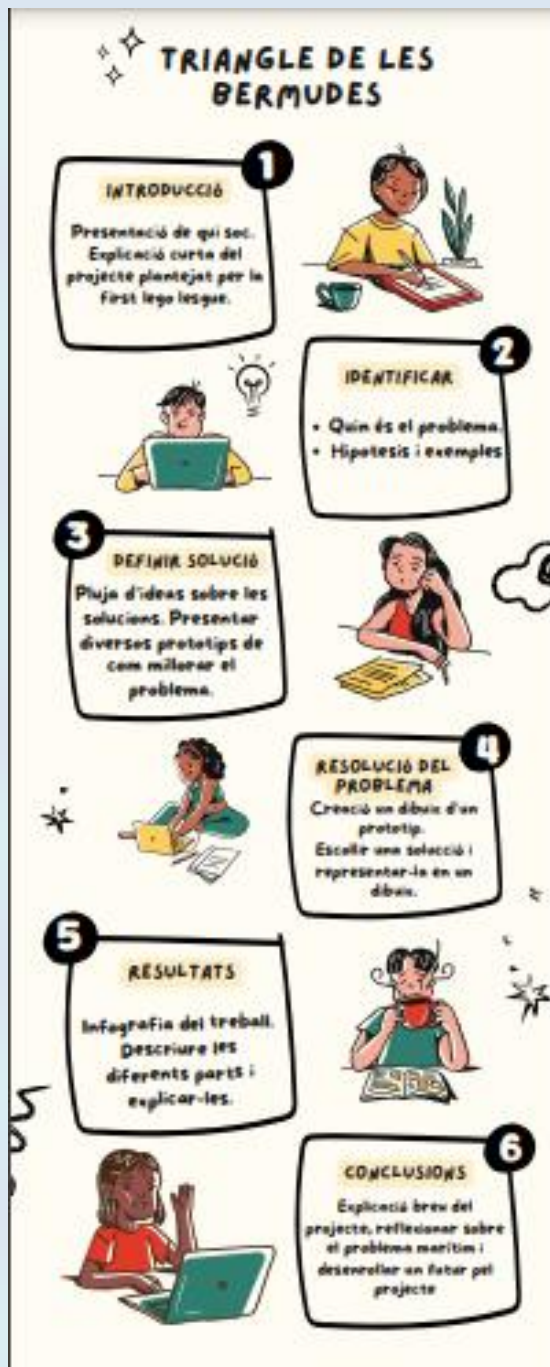 TRIANGLE DE LES
BERMUDES
1
INTRODUCCIÓ
Presentació de qui soc.
Explicació curta del
projecte plantejat per la
first lego lesgue.
2
IDENTIFICAR
• Quin és el problema.
• Hipotesis i exemples
3
DEFINIR SOLUCIÓ
Pluja d'ideas sobre les
solucions. Presentar
diversos prototips de
com millorar el
problema.
4
RESOLUCIÓ DEL
PROBLEMA
Creació un dibuix d'un
prototip.
Escollir una solucció i
representar-la en un
dibuix.
5
RESULTATS
Infografia del treball.
Descriure les
diferents parts i
explicar-les.
6
CONCLUSIONS
Explicació breu del
projecte, reflexionar sobre
el problema marítim i
desenrollar un futur pel
projecte